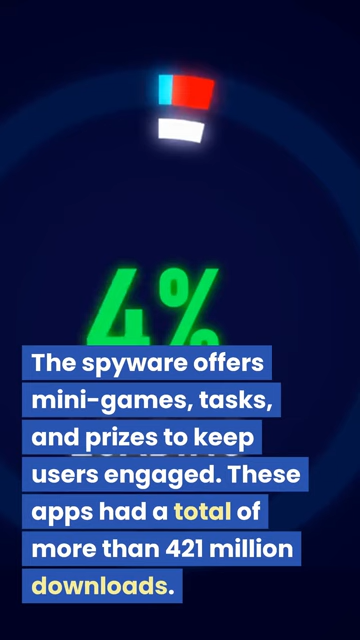 4%
The spyware offers
mini-games, tasks,
and prizes to keep
users engaged. These
apps had a total of
more than 421 million
downloads.